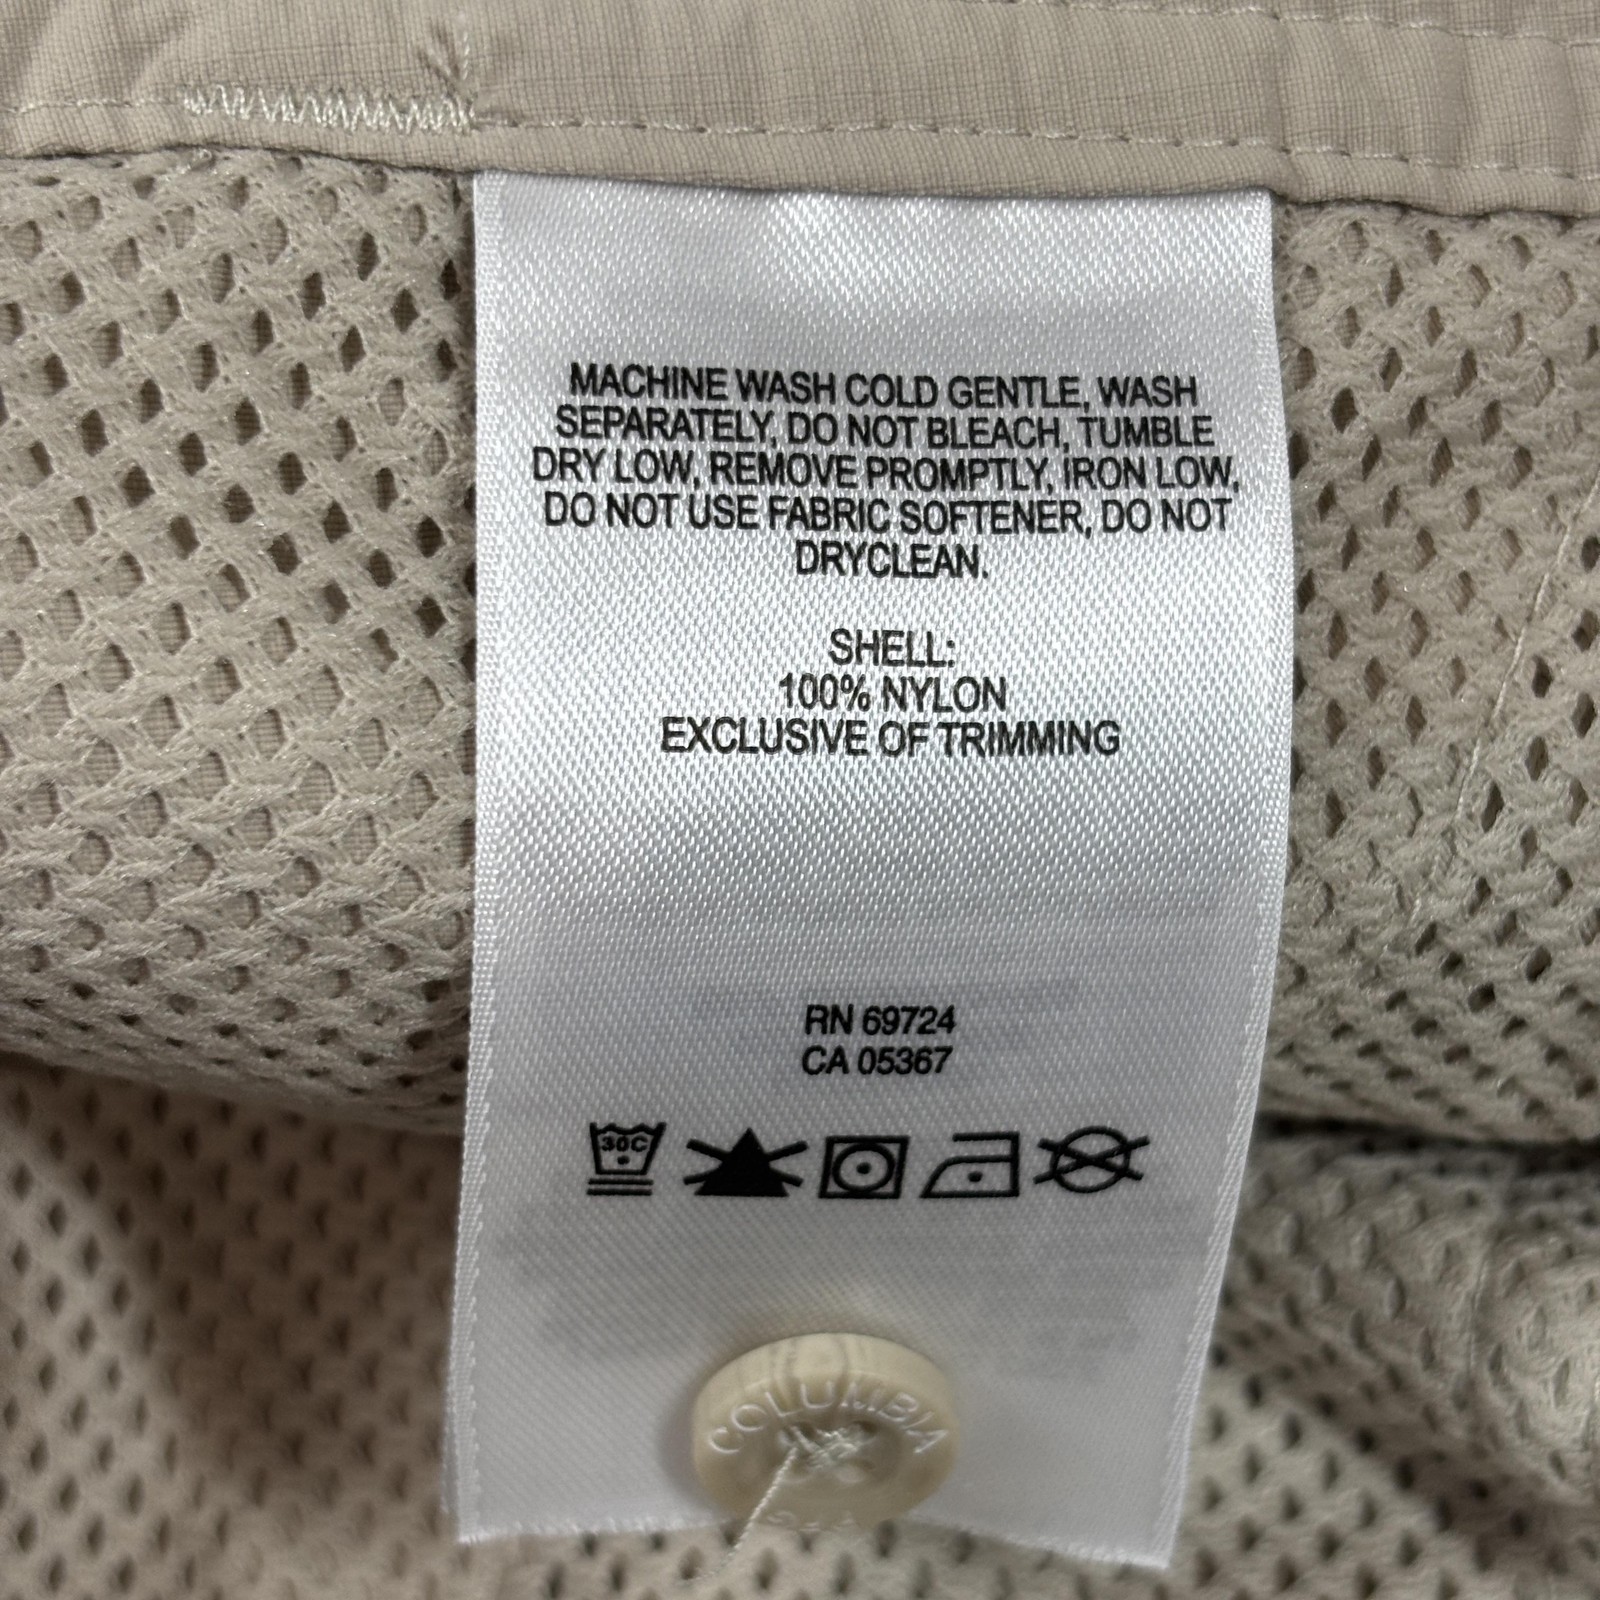 MACHINE WASH COLD GENTLE, WASH
SEPARATELY, DO NOT BLEACH, TUMBLE
DRY LOW, REMOVE PROMPTLY, IRON LOW,
DO NOT USE FABRIC SOFTENER, DO NOT
DRYCLEAN.
SHELL:
100% NYLON
EXCLUSIVE OF TRIMMING
RN 69724
CA 05367
30C
COLUMBIA